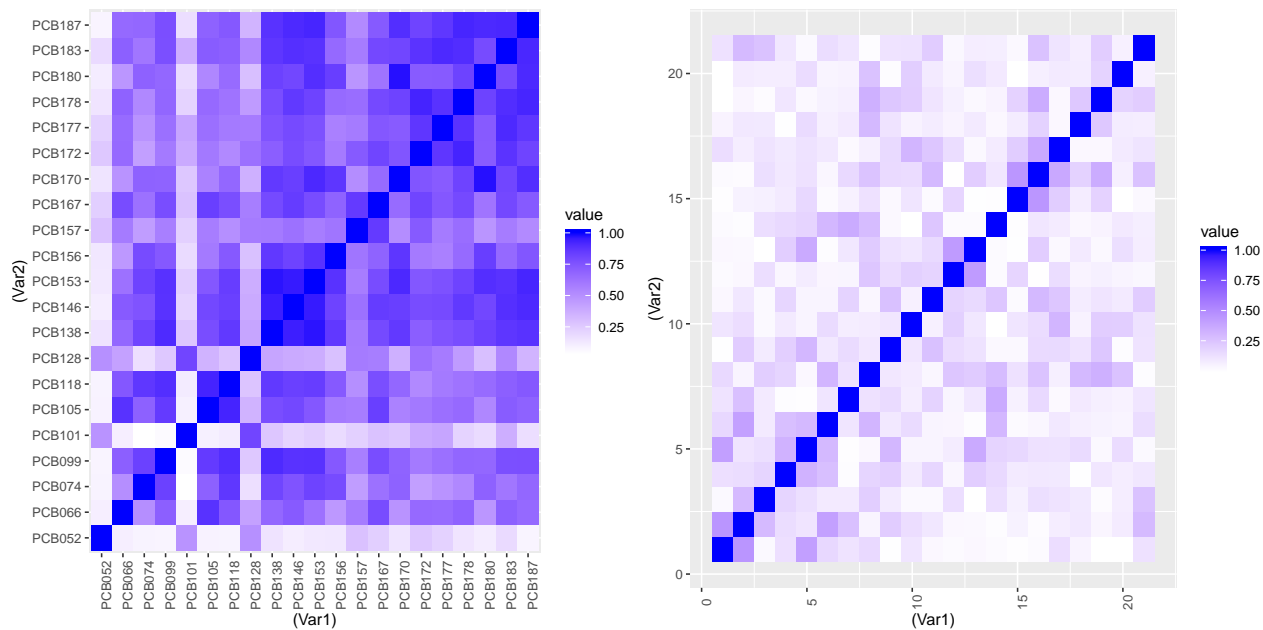 PCB187
PCB183
PCB180
PCB178
PCB177
PCB172
PCB170
PCB167
PCB157
PCB156
PCB153
PCB146
PCB138
PCB128
PCB118
PCB105
PCB101
PCB099
PCB074
PCB066
PCB052
(Var2)
PCB052
PCB066
PCB074
PCB099
PCB101
PCB105
PCB118
PCB128
PCB138
PCB146
PCB153
PCB156
PCB157
PCB167
PCB170
PCB172
PCB177
PCB178
PCB180
PCB183
PCB187
(Var1)
value
1.00
0.75
0.50
0.25
20
15
10
5
0
(Var2)
0
5
10
15
20
(Var1)
value
1.00
0.75
0.50
0.25